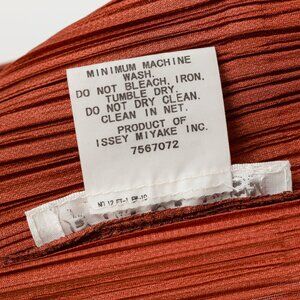 MINIMUM MACHINE
WASH.
DO NOT BLEACH, IRON.
TUMBLE DRY.
DO NOT DRY CLEAN.
CLEAN IN NET.
PRODUCT OF
ISSEY MIYAKE INC.
7567072